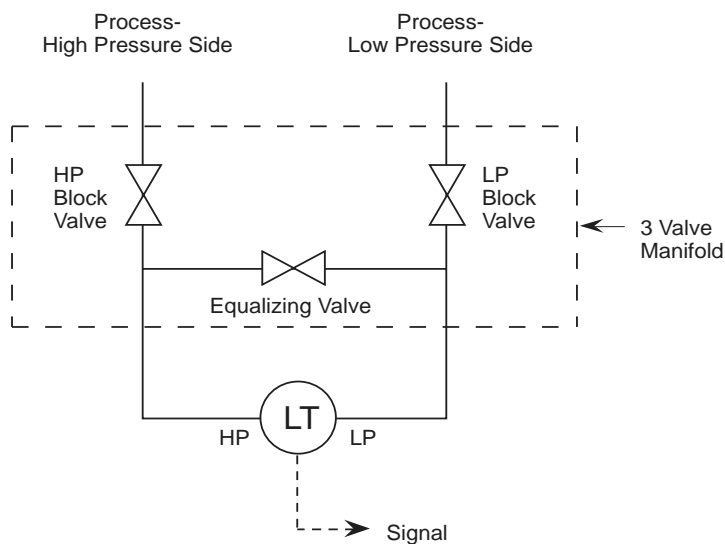 Process-
High Pressure Side
Process-
Low Pressure Side
HP
Block
Valve
LP
Block
Valve
3 Valve
Manifold
Equalizing Valve
HP
LT
LP
Signal